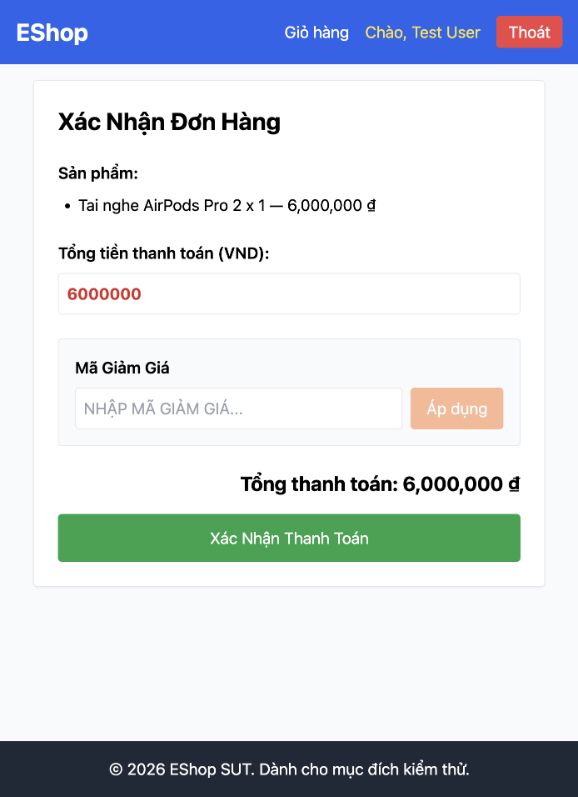 EShop
Giỏ hàng
Chào, Test User
Thoát
Xác Nhận Đơn Hàng
Sản phẩm:
• Tai nghe AirPods Pro 2 x 1 — 6,000,000 ₫
Tổng tiền thanh toán (VND):
6000000
Mã Giảm Giá
NHẬP MÃ GIẢM GIÁ...
Áp dụng
Tổng thanh toán: 6,000,000 ₫
Xác Nhận Thanh Toán
© 2026 EShop SUT. Dành cho mục đích kiểm thử.